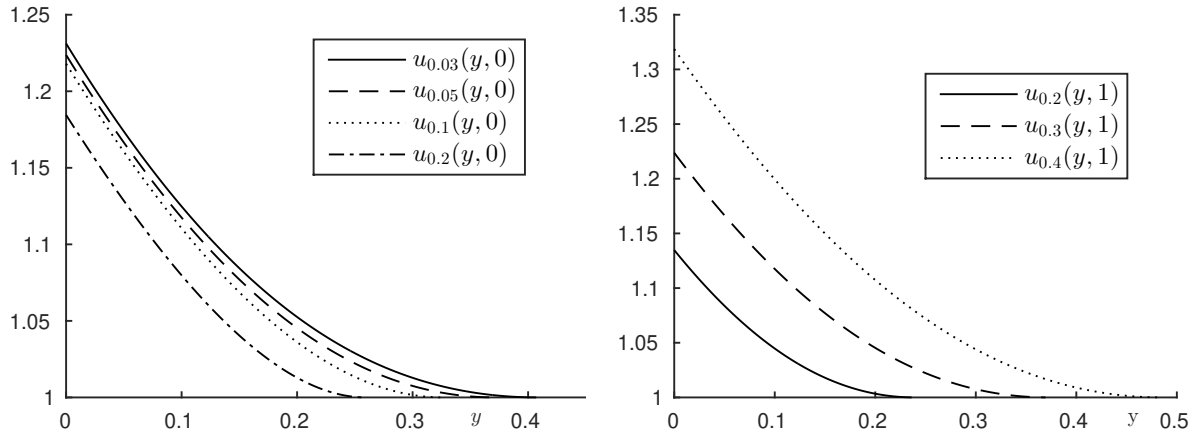 1.25
1.2
1.15
1.1
1.05
1
0
0.1
0.2
0.3
y
0.4
u_{0.03}(y, 0)
u_{0.05}(y, 0)
u_{0.1}(y, 0)
u_{0.2}(y, 0)
1.35
1.3
1.25
1.2
1.15
1.1
1.05
1
0
0.1
0.2
0.3
0.4
y
0.5
u_{0.2}(y, 1)
u_{0.3}(y, 1)
u_{0.4}(y, 1)